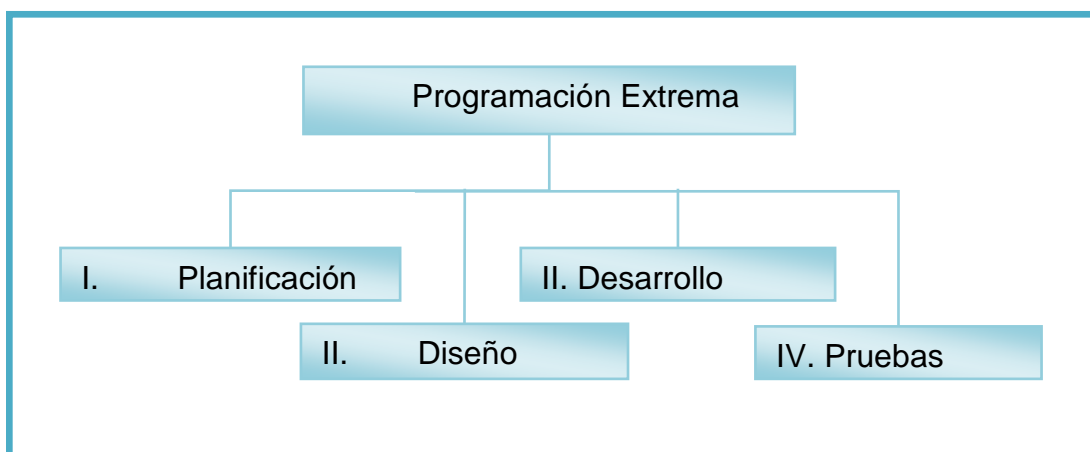 Programación Extrema
I. Planificación
II. Desarrollo
II. Diseño
IV. Pruebas